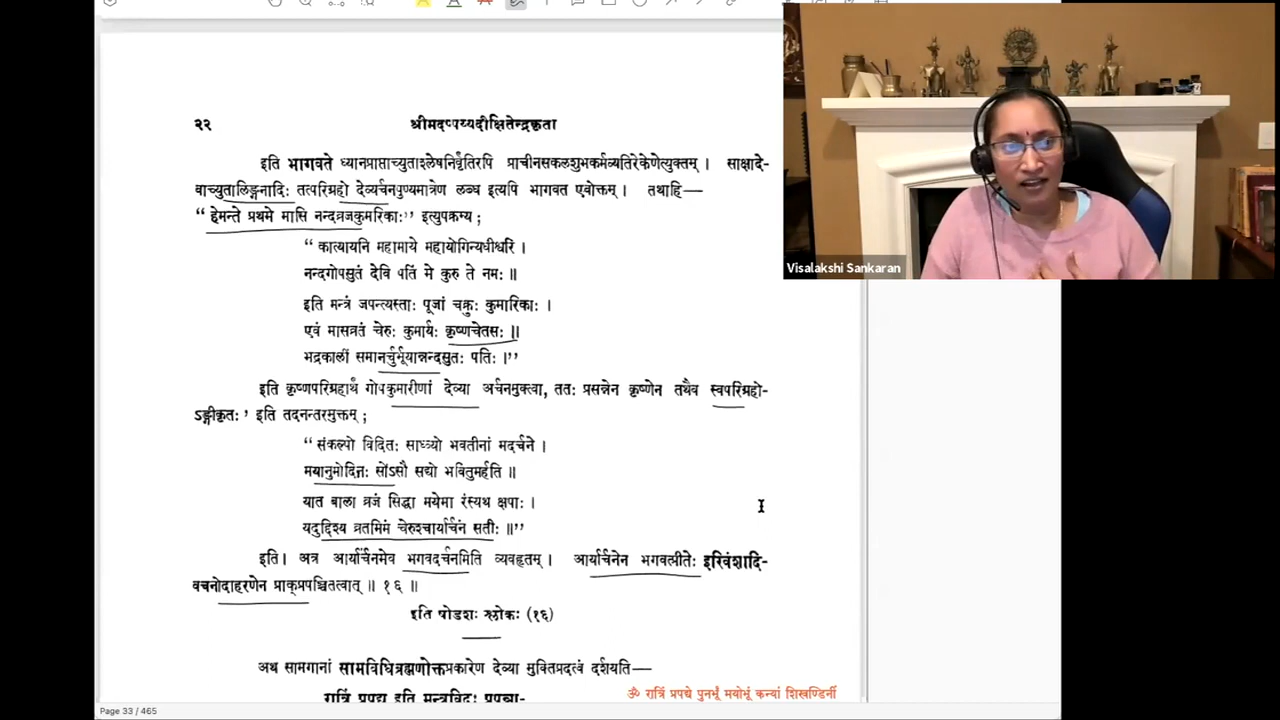 २२ श्रीमदप्पय्यदीक्षितेन्द्रकृता
इति भागवते ध्यानप्राप्ताच्युताश्लेषनिर्वृतिरपि प्राचीनसकलशुभकर्मव्यतिरेकेणेत्युक्तम् । साक्षादे-
वाच्युतालिङ्गनादिः तत्परिग्रहो देव्यर्चनपुण्यमात्रेण लब्ध इत्यपि भागवत एवोक्तम् । तथाहि—
“ हेमन्ते प्रथमे मासि नन्दव्रजकुमारिकाः’’ इत्युपक्रम्य ;
“ कात्यायनि महामाये महायोगिन्यधीश्वरि ।
नन्दगोपसुतं देवि पतिं मे कुरु ते नमः ॥
इति मन्त्रं जपन्त्यस्ताः पूजां चक्रुः कुमारिकाः ।
एवं मासव्रतं चेरुः कुमार्यः कृष्णचेतसः ॥
भद्रकालीं समानर्चुर्भूयान्नन्दसुतः पतिः ।’’
इति कृष्णपरिग्रहार्थं गोपकुमारीणां देव्या अर्चनमुक्त्वा, ततः प्रसन्नेन कृष्णेन तथैव स्वपरिग्रहो-
ऽङ्गीकृतः ’ इति तदनन्तरमुक्तम् ;
“ संकल्पो विदितः साध्व्यो भवतीनां मदर्चने ।
मयानुमोदितः सोंऽसौ सद्यो भवितुमर्हति ॥
यात बाला व्रजं सिद्धा मयेमा रंस्यथ क्षपाः ।
यदुद्दिश्य व्रतमिमं चेरुश्चार्यार्चनं सतीः ॥’’
इति । अत्र आर्यार्चनमेव भगवदर्चनमिति व्यवहृतम् । आर्यार्चनेन भगवत्प्रीतेः हरिवंशादि-
वचनोदाहरणेन प्राक्प्रपञ्चितत्वात् ॥ १६ ॥
इति षोडशः श्लोकः (१६)
अथ सामगानां सामविधिब्रह्मणोक्तप्रकारेण देव्या मुक्तिप्रदत्वं दर्शयति—
रात्रिं प्रपद्य इति मन्त्रविदः प्रपन्ना-
ॐ रात्रिं प्रपद्ये पुनर्भूं मयोभूं कन्यां शिखण्डिनीं
Page 33 / 465
Visalakshi Sankaran